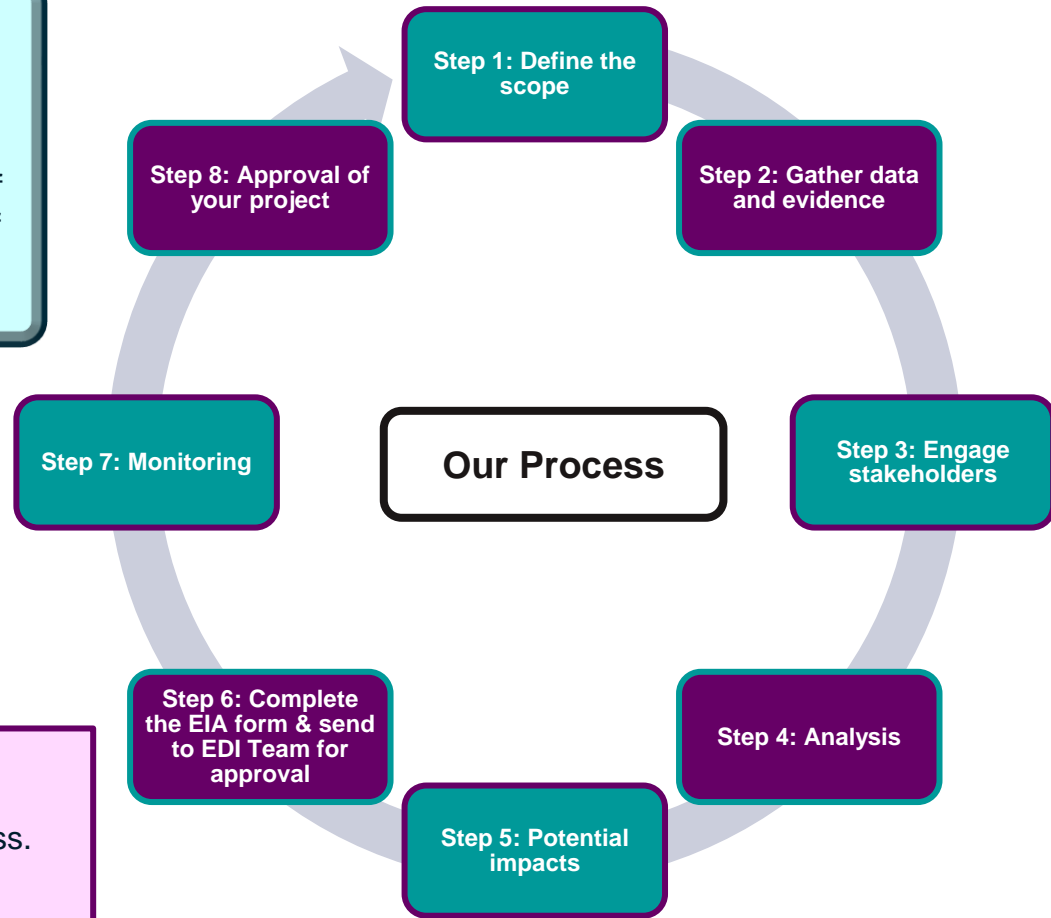 Step 1: Define the
scope
Step 2: Gather data
and evidence
Step 3: Engage
stakeholders
Step 4: Analysis
Step 5: Potential
impacts
Step 6: Complete
the EIA form & send
to EDI Team for
approval
Step 7: Monitoring
Step 8: Approval of
your project
Our Process